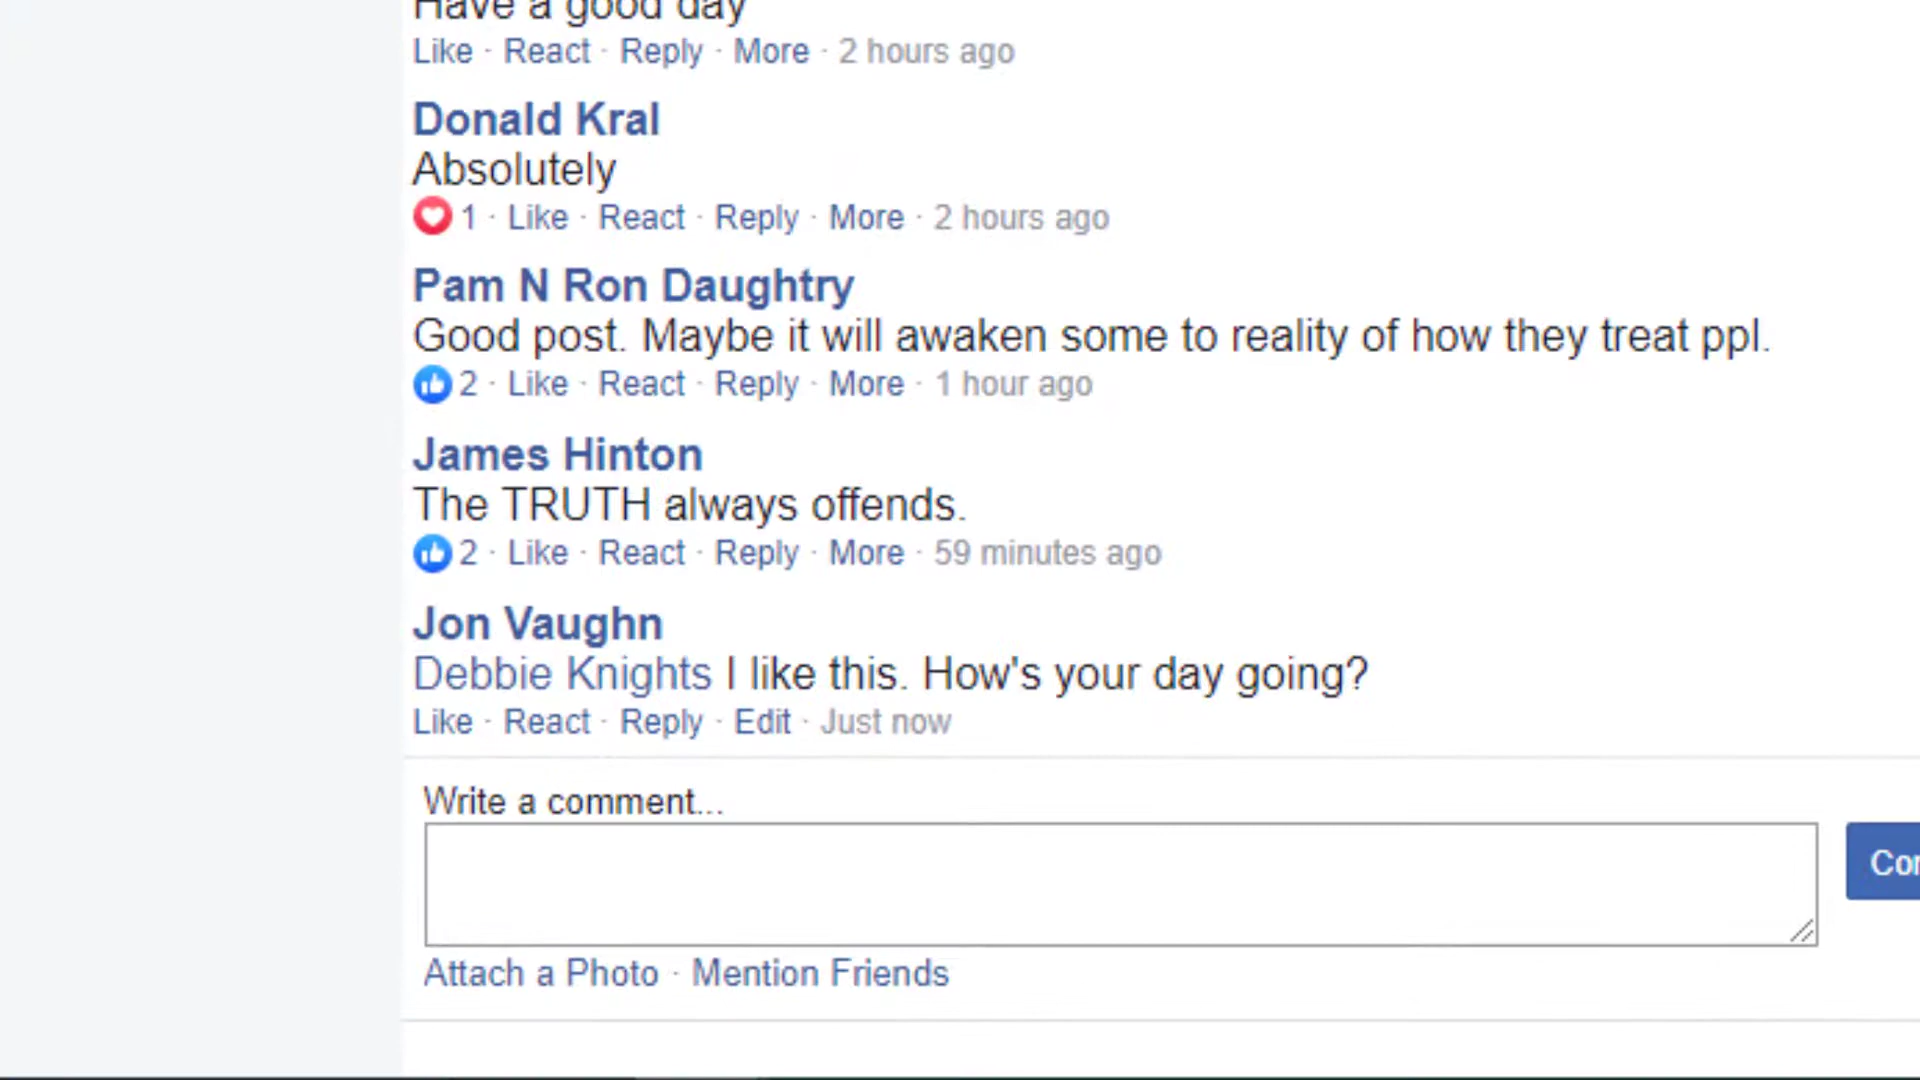 Have a good day
Like · React · Reply · More · 2 hours ago
Donald Kral
Absolutely
1 · Like · React · Reply · More · 2 hours ago
Pam N Ron Daughtry
Good post. Maybe it will awaken some to reality of how they treat ppl.
2 · Like · React · Reply · More · 1 hour ago
James Hinton
The TRUTH always offends.
2 · Like · React · Reply · More · 59 minutes ago
Jon Vaughn
Debbie Knights I like this. How's your day going?
Like · React · Reply · Edit · Just now
Write a comment...
Attach a Photo · Mention Friends